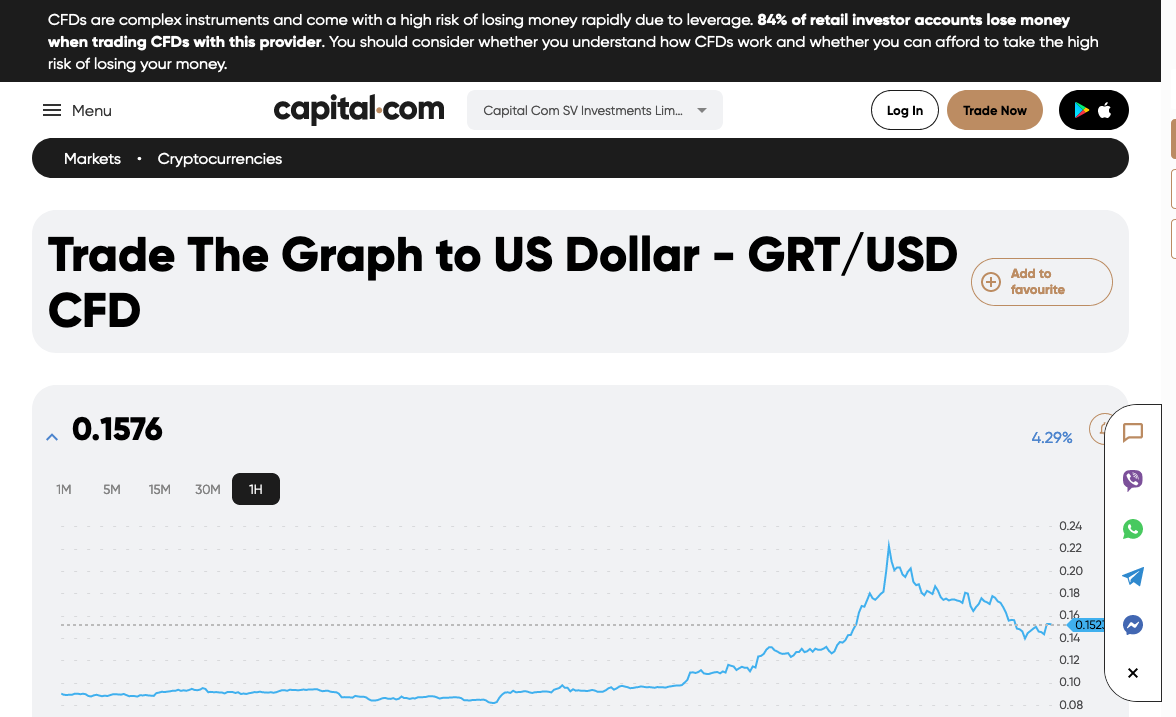 CFDs are complex instruments and come with a high risk of losing money rapidly due to leverage. 84% of retail investor accounts lose money
when trading CFDs with this provider. You should consider whether you understand how CFDs work and whether you can afford to take the high
risk of losing your money.
Menu
capital.com
Capital Com SV Investments Lim...
Log In
Trade Now
Markets • Cryptocurrencies
Trade The Graph to US Dollar - GRT/USD
CFD
Add to
favourite
0.1576
4.29%
1M 5M 15M 30M 1H
0.24
0.22
0.20
0.18
0.16
0.1523
0.14
0.12
0.10
0.08